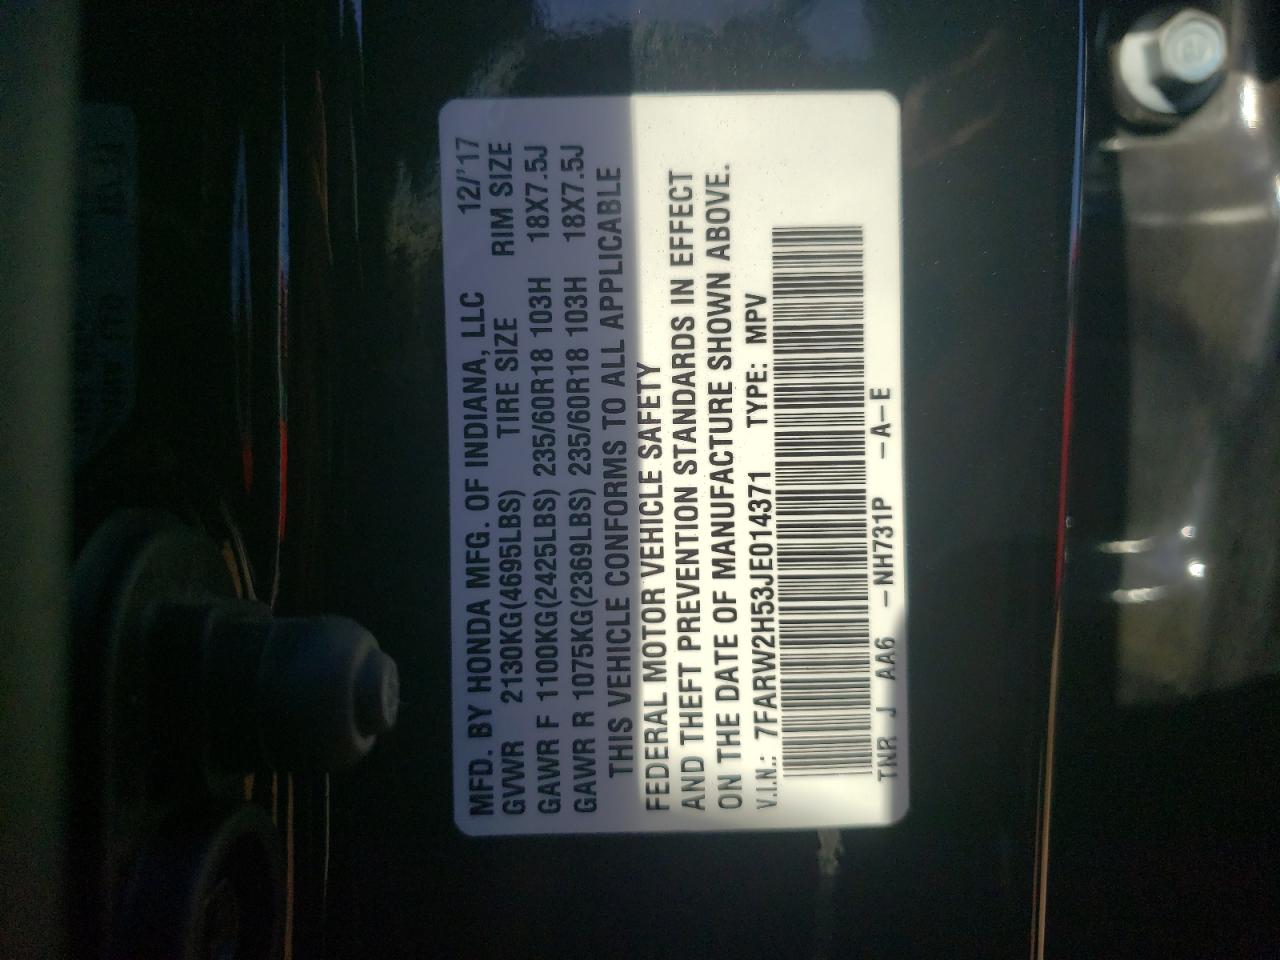 MFD. BY HONDA MFG. OF INDIANA, LLC 12/'17
GVWR 2130KG(4695LBS) TIRE SIZE RIM SIZE
GAWR F 1100KG(2425LBS) 235/60R18 103H 18X7.5J
GAWR R 1075KG(2369LBS) 235/60R18 103H 18X7.5J
THIS VEHICLE CONFORMS TO ALL APPLICABLE
FEDERAL MOTOR VEHICLE SAFETY
AND THEFT PREVENTION STANDARDS IN EFFECT
ON THE DATE OF MANUFACTURE SHOWN ABOVE.
V.I.N.: 7FARW2H53JE014371 TYPE: MPV
TNR J AA6 -NH731P -A-E